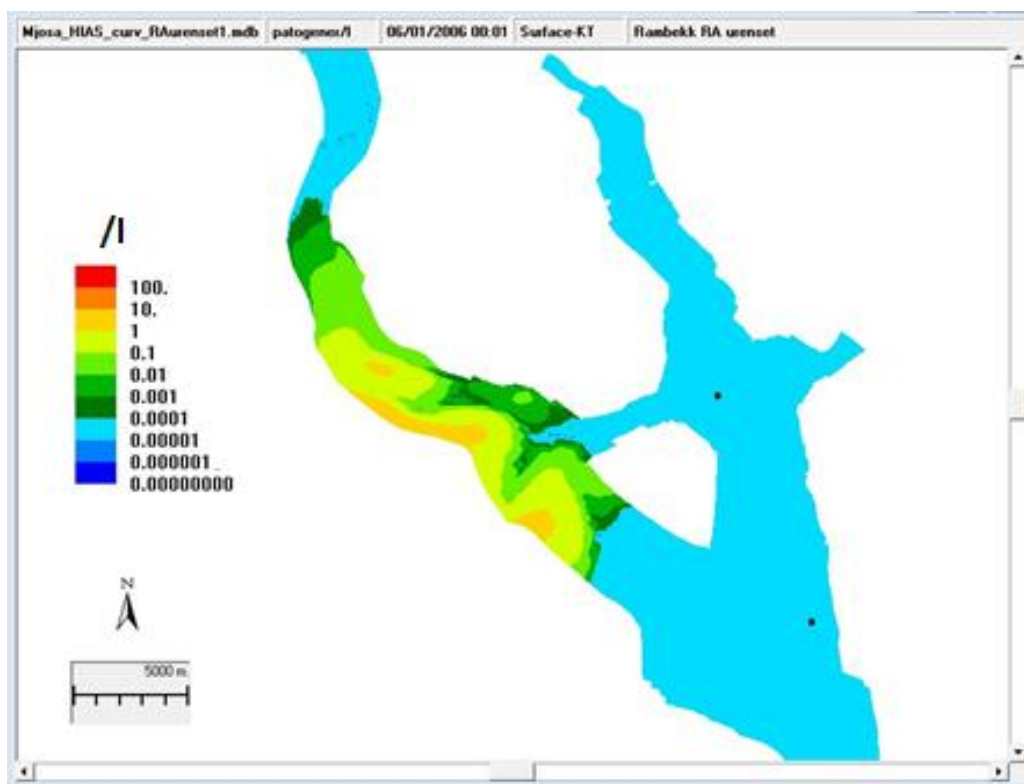 Mjosa_HIAS_curv_RAurenset1.mdb patogener/l 06/01/2006 00:01 Surface-KT Rambekk RA urenset
/l
100.
10.
1
0.1
0.01
0.001
0.0001
0.00001
0.000001_
0.00000000
N
5000 m